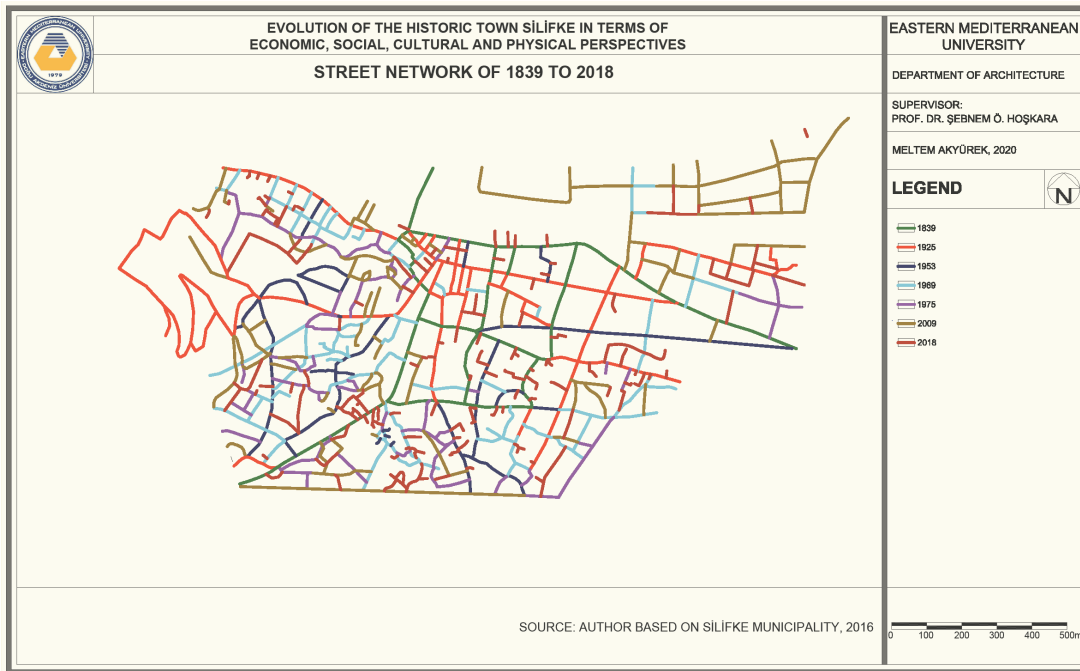 EVOLUTION OF THE HISTORIC TOWN SİLİFKE IN TERMS OF
ECONOMIC, SOCIAL, CULTURAL AND PHYSICAL PERSPECTIVES
STREET NETWORK OF 1839 TO 2018
1979
EASTERN MEDITERRANEAN
UNIVERSITY
DEPARTMENT OF ARCHITECTURE
SUPERVISOR:
PROF. DR. ŞEBNEM Ö. HOŞKARA
MELTEM AKYÜREK, 2020
LEGEND
N
1839
1925
1953
1969
1975
2009
2018
SOURCE: AUTHOR BASED ON SİLİFKE MUNICIPALITY, 2016
0 100 200 300 400 500m